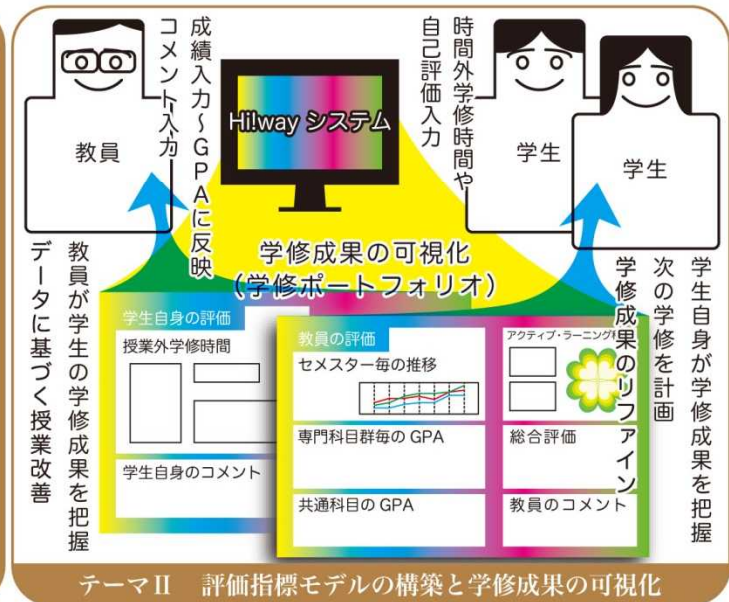 教員
成績入力～GPAに反映
コメント入力
Hi!way システム
時間外学修時間や
自己評価入力
学生
学生
学修成果の可視化
(学修ポートフォリオ)
教員が学生の学修成果を把握
データに基づく授業改善
学生自身が学修成果を把握
次の学修を計画
学修成果のリファイン
学生自身の評価
授業外学修時間
学生自身のコメント
教員の評価
セメスター毎の推移
専門科目群毎の GPA
共通科目の GPA
アクティブ・ラーニング
総合評価
教員のコメント
テーマⅡ 評価指標モデルの構築と学修成果の可視化